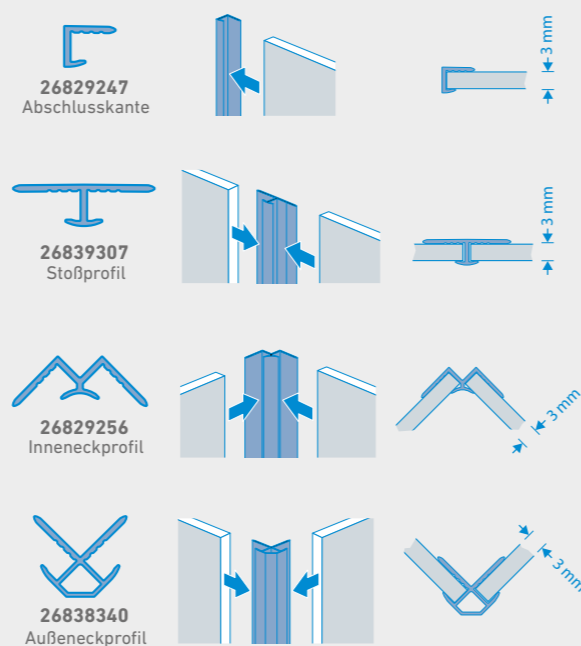 26829247
Abschlusskante
3 mm
26839307
Stoßprofil
3 mm
26829256
Inneneckprofil
3 mm
26838340
Außeneckprofil
3 mm